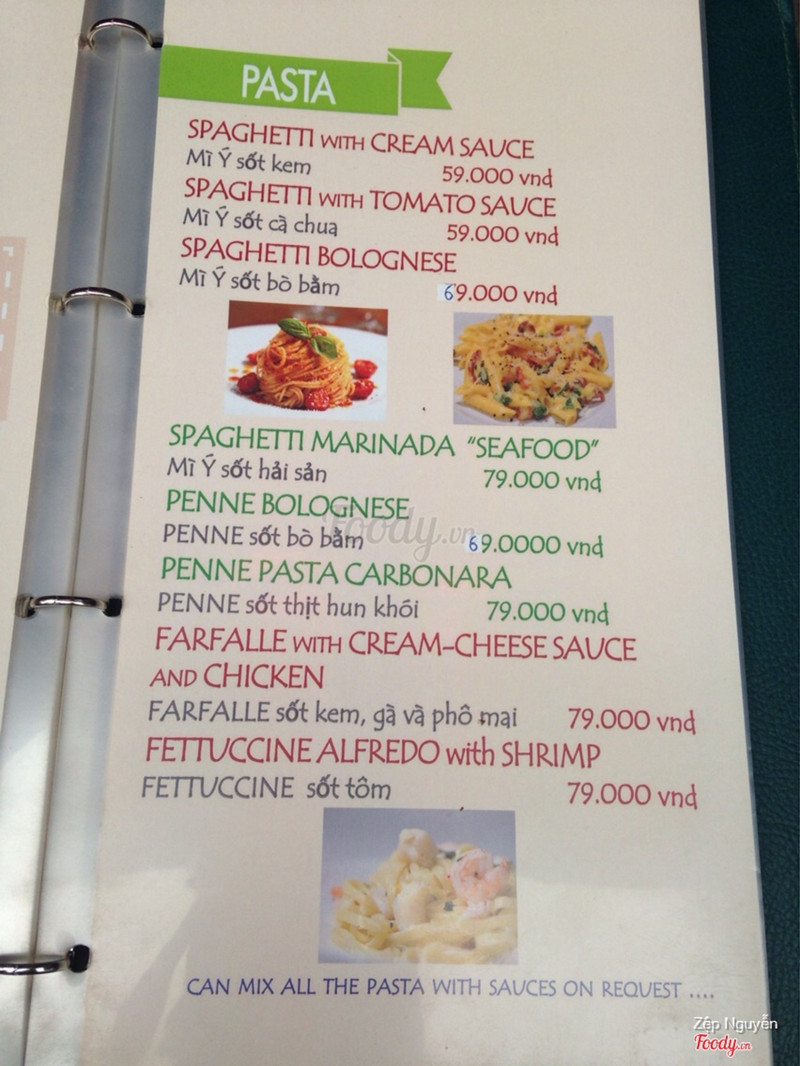 PASTA
SPAGHETTI WITH CREAM SAUCE
Mì Ý sốt kem 59.000 vnd
SPAGHETTI WITH TOMATO SAUCE
Mì Ý sốt cà chua 59.000 vnd
SPAGHETTI BOLOGNESE
Mì Ý sốt bò bằm 69.000 vnd
SPAGHETTI MARINADA "SEAFOOD"
Mì Ý sốt hải sản 79.000 vnd
PENNE BOLOGNESE
PENNE sốt bò bằm 69.0000 vnd
PENNE PASTA CARBONARA
PENNE sốt thịt hun khói 79.000 vnd
FARFALLE WITH CREAM-CHEESE SAUCE
AND CHICKEN
FARFALLE sốt kem, gà và phô mai 79.000 vnd
FETTUCCINE ALFREDO with SHRIMP
FETTUCCINE sốt tôm 79.000 vnd
CAN MIX ALL THE PASTA WITH SAUCES ON REQUEST ....
Foody.vn
Zép Nguyễn
Foody.vn